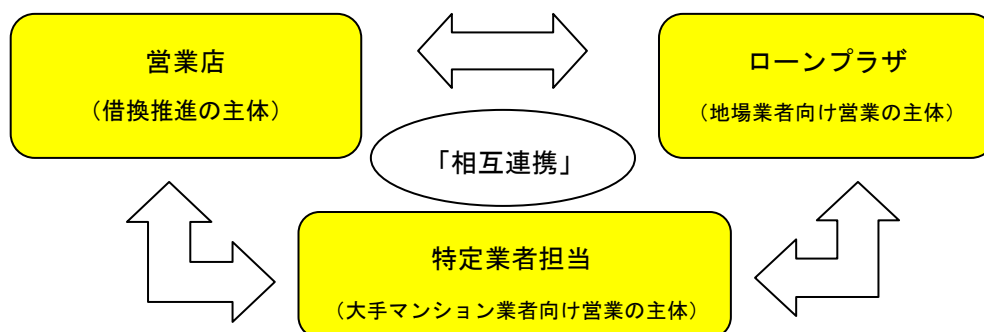 営業店
（借換推進の主体）
ローンプラザ
（地場業者向け営業の主体）
「相互連携」
特定業者担当
（大手マンション業者向け営業の主体）